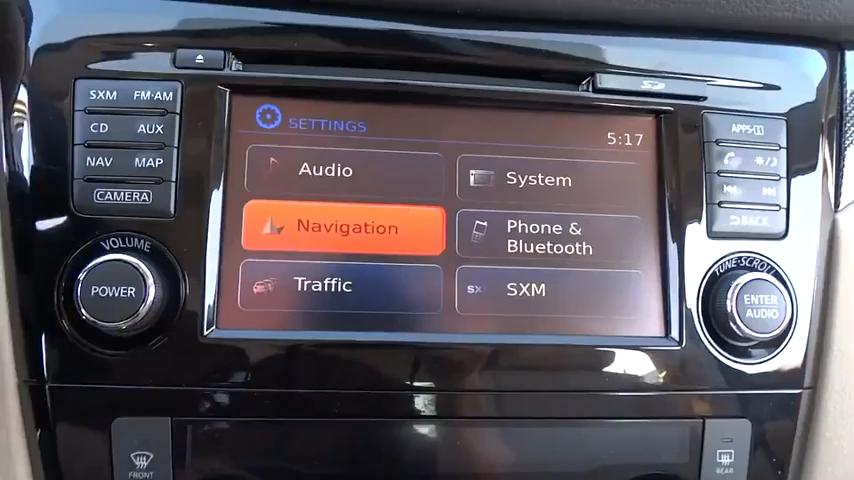 SD
SXM FM·AM
CD AUX
NAV MAP
CAMERA
VOLUME
POWER
SETTINGS
5:17
Audio
System
Navigation
Phone &
Bluetooth
Traffic
SXM
SXM
APPS
BACK
TUNE·SCROLL
ENTER
AUDIO
FRONT
REAR